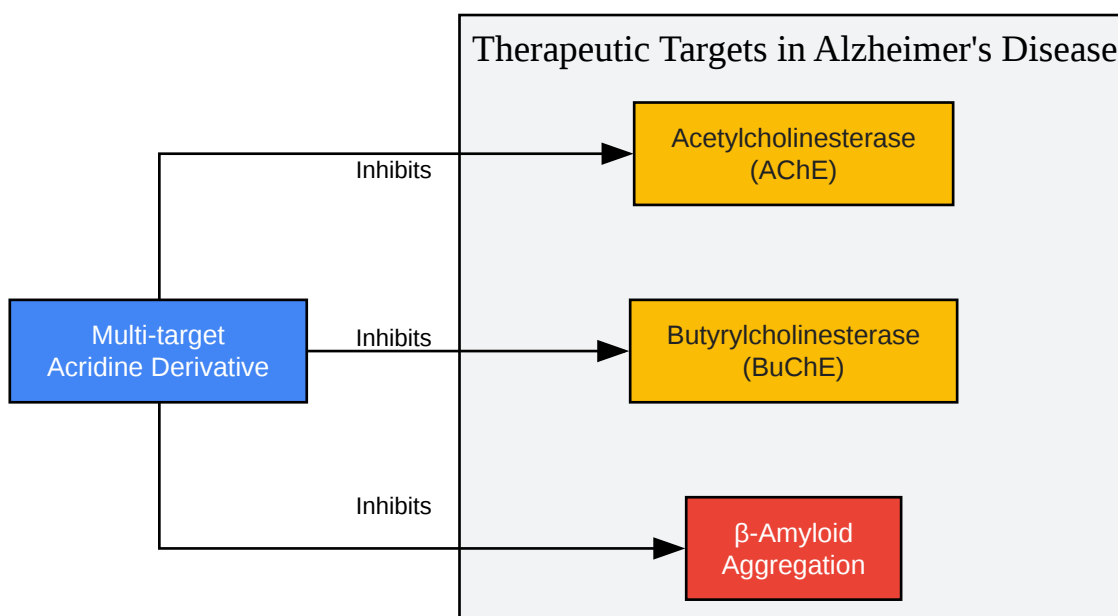 Therapeutic Targets in Alzheimer's Disease
Acetylcholinesterase
(AChE)
Inhibits
Multi-target
Acridine Derivative
Inhibits
Butyrylcholinesterase
(BuChE)
Inhibits
β-Amyloid
Aggregation